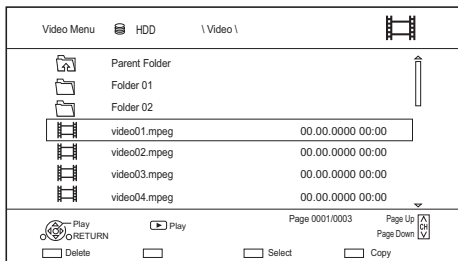 Video Menu HDD \ Video \
Parent Folder
Folder 01
Folder 02
video01.mpeg 00.00.0000 00:00
video02.mpeg 00.00.0000 00:00
video03.mpeg 00.00.0000 00:00
video04.mpeg 00.00.0000 00:00
Play Play Page 0001/0003 Page Up
RETURN CH
Page Down
Delete Select Copy